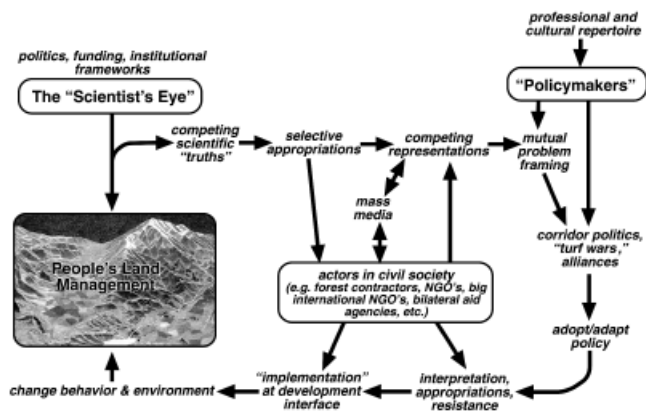 professional and
cultural repertoire
politics, funding, institutional
frameworks
The "Scientist's Eye"
"Policymakers"
competing
scientific
"truths"
selective
appropriations
competing
representations
mutual
problem
framing
mass
media
corridor politics,
"turf wars,"
alliances
People's Land
Management
actors in civil society
(e.g. forest contractors, NGO's, big
international NGO's, bilateral aid
agencies, etc.)
adopt/adapt
policy
change behavior & environment
"implementation"
at development
interface
interpretation,
appropriations,
resistance